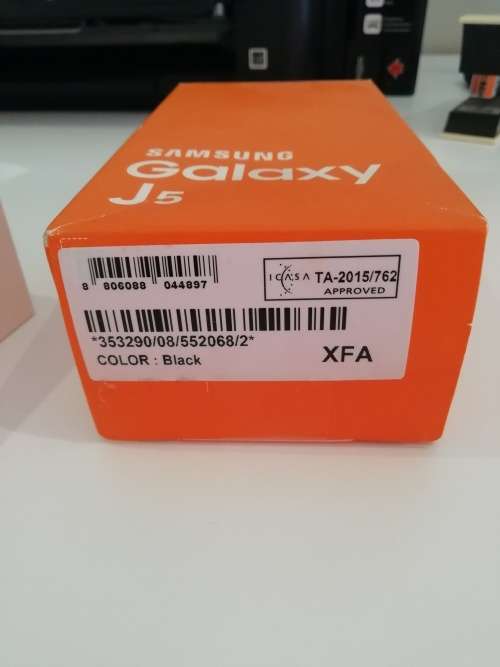 SAMSUNG
Galaxy
J5
8 806088 044897
ICASA TA-2015/762
APPROVED
*353290/08/552068/2*
COLOR : Black
XFA